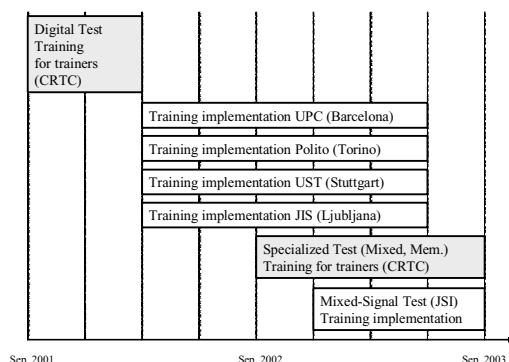 Digital Test
Training
for trainers
(CRTC)
Training implementation UPC (Barcelona)
Training implementation Polito (Torino)
Training implementation UST (Stuttgart)
Training implementation JIS (Ljubljana)
Specialized Test (Mixed, Mem.)
Training for trainers (CRTC)
Mixed-Signal Test (JSI)
Training implementation
Sep. 2001 Sep. 2002 Sep. 2003